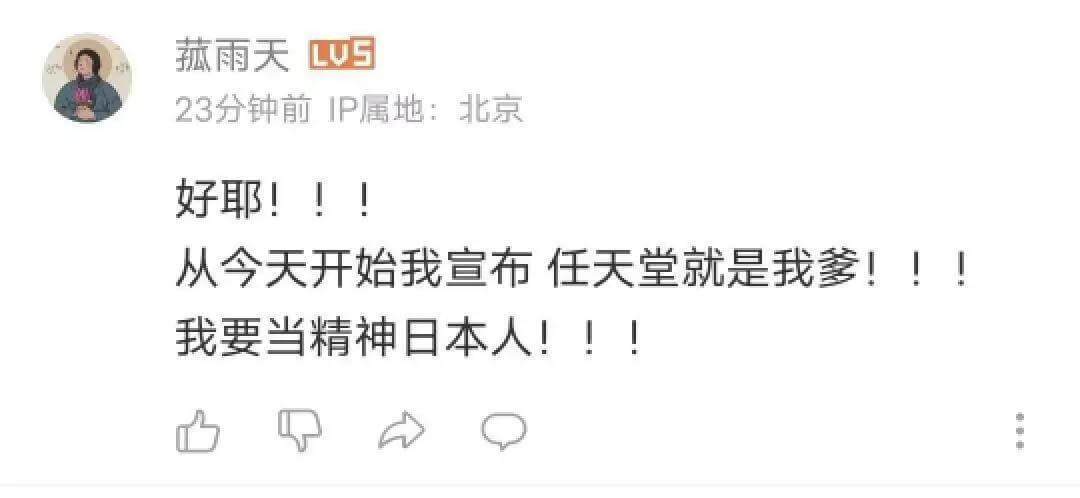 菰雨天 LV5
23分钟前 IP属地：北京
好耶！！！
从今天开始我宣布 任天堂就是我爹！！！
我要当精神日本人！！！